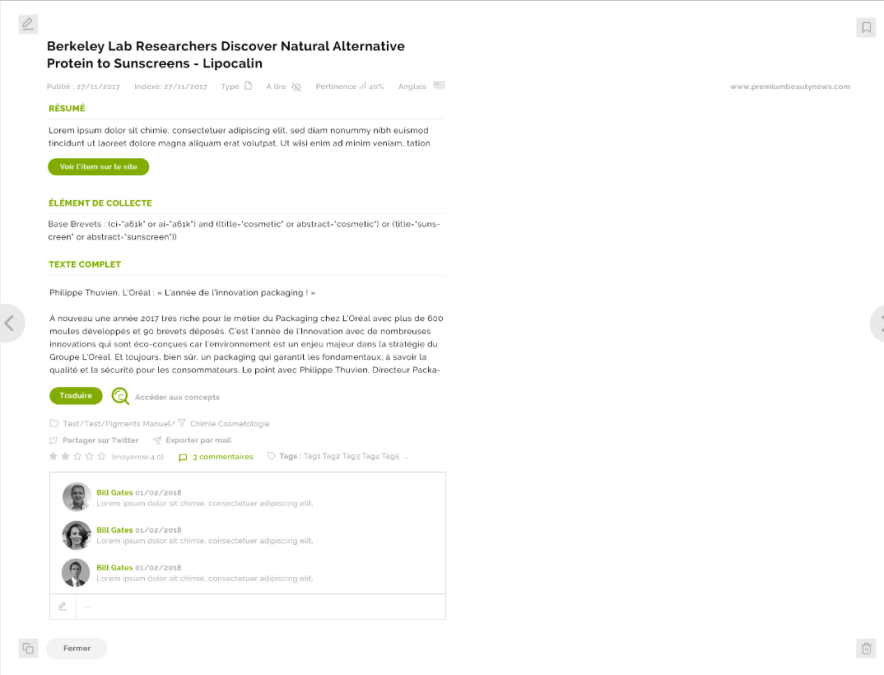 Berkeley Lab Researchers Discover Natural Alternative
Protein to Sunscreens - Lipocalin
Publié : 27/11/2017 Indexé: 27/11/2017 Type À lire Pertinence 40% Anglais www.premiumbeautynews.com
RÉSUMÉ
Lorem ipsum dolor sit chimie, consectetuer adipiscing elit, sed diam nonummy nibh euismod
tincidunt ut laoreet dolore magna aliquam erat volutpat. Ut wisi enim ad minim veniam, tation
Voir l'item sur le site
ÉLÉMENT DE COLLECTE
Base Brevets : (ci="a61k" or ai="a61k") and ((title="cosmetic" or abstract="cosmetic") or (title="suns-
creen" or abstract="sunscreen"))
TEXTE COMPLET
Philippe Thuvien, L'Oréal : « L'année de l'innovation packaging ! »
À nouveau une année 2017 très riche pour le métier du Packaging chez L'Oréal avec plus de 600
moules développés et 90 brevets déposés. C'est l'année de l'Innovation avec de nombreuses
innovations qui sont éco-conçues car l'environnement est un enjeu majeur dans la stratégie du
Groupe L'Oréal. Et toujours, bien sûr, un packaging qui garantit les fondamentaux, à savoir la
qualité et la sécurité pour les consommateurs. Le point avec Philippe Thuvien, Directeur Packa-
Traduire Accéder aux concepts
Test/Test/Pigments Manuel/ Chimie Cosmetologie
Partager sur Twitter Exporter par mail
(moyenne 4.0) 3 commentaires Tags : Tag1 Tag2 Tag3 Tag4 Tag5 ...
Bill Gates 01/02/2018
Lorem ipsum dolor sit chimie, consectetuer adipiscing elit,
Bill Gates 01/02/2018
Lorem ipsum dolor sit chimie, consectetuer adipiscing elit,
Bill Gates 01/02/2018
Lorem ipsum dolor sit chimie, consectetuer adipiscing elit,
...
Fermer